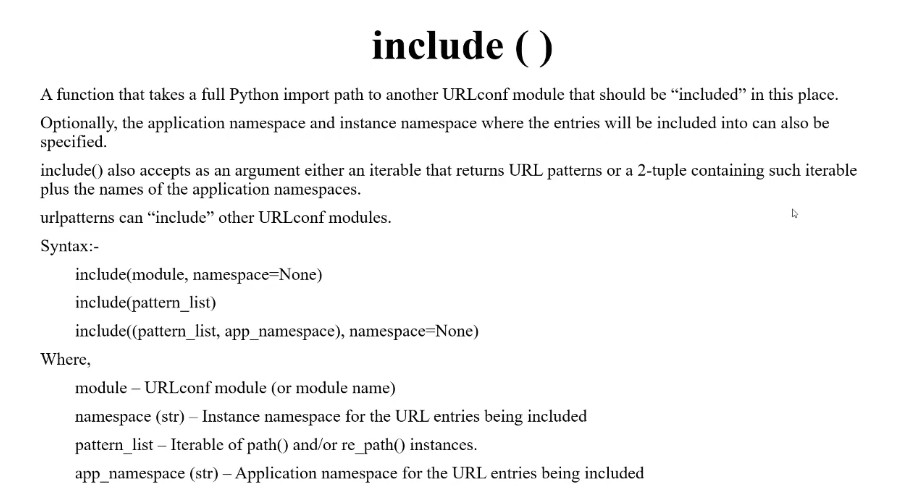 include ( )
A function that takes a full Python import path to another URLconf module that should be “included” in this place.
Optionally, the application namespace and instance namespace where the entries will be included into can also be
specified.
include() also accepts as an argument either an iterable that returns URL patterns or a 2-tuple containing such iterable
plus the names of the application namespaces.
urlpatterns can “include” other URLconf modules.
Syntax:-
include(module, namespace=None)
include(pattern_list)
include((pattern_list, app_namespace), namespace=None)
Where,
module – URLconf module (or module name)
namespace (str) – Instance namespace for the URL entries being included
pattern_list – Iterable of path() and/or re_path() instances.
app_namespace (str) – Application namespace for the URL entries being included